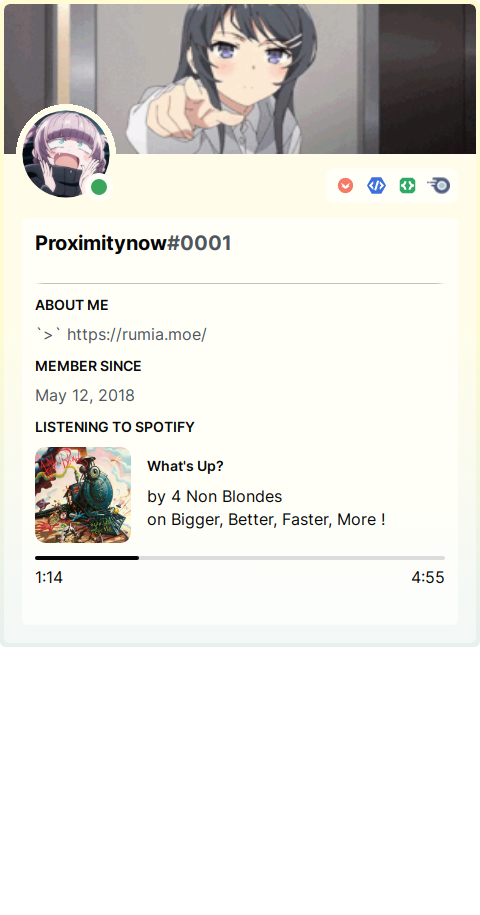 Proximitynow#0001
ABOUT ME
`>` https://rumia.moe/
MEMBER SINCE
May 12, 2018
LISTENING TO SPOTIFY
What's Up?
by 4 Non Blondes
on Bigger, Better, Faster, More !
1:14 4:55